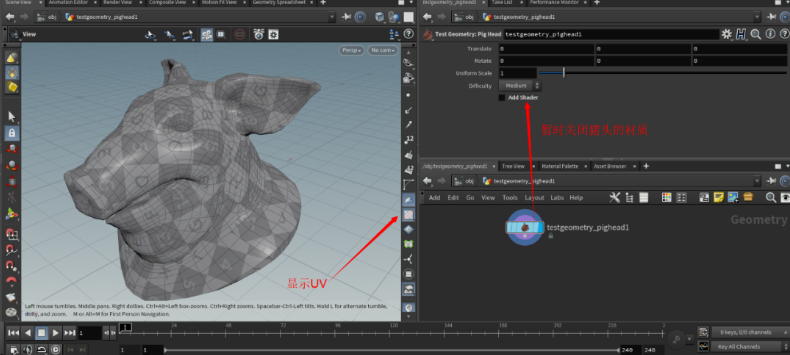 Scene View
Animation Editor
Render View
Composite View
Motion FX View
Geometry Spreadsheet
testgeometry_pighead1
Take List
Performance Monitor
obj
testgeometry_pighead1
obj
testgeometry_pighead1
View
Test Geometry: Pig Head testgeometry_pighead1
Persp
No cam
Translate 0 0 0
Rotate 0 0 0
Uniform Scale 1
Difficulty Medium
Add Shader
暂时关闭猪头的材质
12
/obj/testgeometry_pighead1
Tree View
Material Palette
Asset Browser
obj
testgeometry_pighead1
Add Edit Go View Tools Layout Labs Help
Geometry
testgeometry_pighead1
显示UV
Left mouse tumbles. Middle pans. Right dollies. Ctrl+Alt+Left box-zooms. Ctrl+Right zooms. Spacebar-Ctrl-Left tilts. Hold L for alternate tumble,
dolly, and zoom. M or Alt+M for First Person Navigation.
1
1
24
48
72
96
120
144
168
192
216
0 keys, 0/0 channels
1
1
240
240
Key All Channels